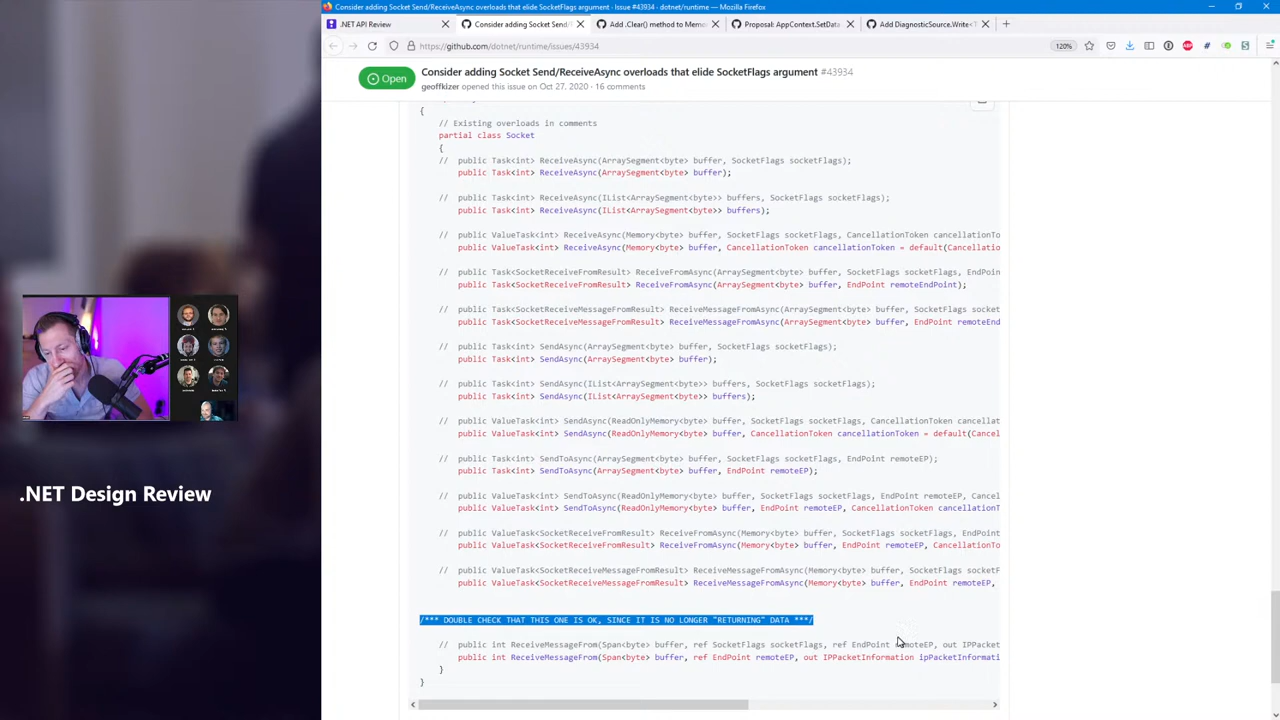 Consider adding Socket Send/ReceiveAsync overloads that elide SocketFlags argument · Issue #43934 · dotnet/runtime — Mozilla Firefox
.NET API Review
Consider adding Socket Send/
Add .Clear() method to Memo
Proposal: AppContext.SetData
Add DiagnosticSource.Write<T
https://github.com/dotnet/runtime/issues/43934
120%
Open
Consider adding Socket Send/ReceiveAsync overloads that elide SocketFlags argument #43934
geoffkizer opened this issue on Oct 27, 2020 · 16 comments
{
// Existing overloads in comments
partial class Socket
{
// public Task<int> ReceiveAsync(ArraySegment<byte> buffer, SocketFlags socketFlags);
public Task<int> ReceiveAsync(ArraySegment<byte> buffer);
// public Task<int> ReceiveAsync(IList<ArraySegment<byte>> buffers, SocketFlags socketFlags);
public Task<int> ReceiveAsync(IList<ArraySegment<byte>> buffers);
// public ValueTask<int> ReceiveAsync(Memory<byte> buffer, SocketFlags socketFlags, CancellationToken cancellationTo
public ValueTask<int> ReceiveAsync(Memory<byte> buffer, CancellationToken cancellationToken = default(Cancellatio
// public Task<SocketReceiveFromResult> ReceiveFromAsync(ArraySegment<byte> buffer, SocketFlags socketFlags, EndPoin
public Task<SocketReceiveFromResult> ReceiveFromAsync(ArraySegment<byte> buffer, EndPoint remoteEndPoint);
// public Task<SocketReceiveMessageFromResult> ReceiveMessageFromAsync(ArraySegment<byte> buffer, SocketFlags socket
public Task<SocketReceiveMessageFromResult> ReceiveMessageFromAsync(ArraySegment<byte> buffer, EndPoint remoteEnd
// public Task<int> SendAsync(ArraySegment<byte> buffer, SocketFlags socketFlags);
public Task<int> SendAsync(ArraySegment<byte> buffer);
// public Task<int> SendAsync(IList<ArraySegment<byte>> buffers, SocketFlags socketFlags);
public Task<int> SendAsync(IList<ArraySegment<byte>> buffers);
// public ValueTask<int> SendAsync(ReadOnlyMemory<byte> buffer, SocketFlags socketFlags, CancellationToken cancellat
public ValueTask<int> SendAsync(ReadOnlyMemory<byte> buffer, CancellationToken cancellationToken = default(Cancel
// public Task<int> SendToAsync(ArraySegment<byte> buffer, SocketFlags socketFlags, EndPoint remoteEP);
public Task<int> SendToAsync(ArraySegment<byte> buffer, EndPoint remoteEP);
// public ValueTask<int> SendToAsync(ReadOnlyMemory<byte> buffer, SocketFlags socketFlags, EndPoint remoteEP, Cancel
public ValueTask<int> SendToAsync(ReadOnlyMemory<byte> buffer, EndPoint remoteEP, CancellationToken cancellationT
// public ValueTask<SocketReceiveFromResult> ReceiveFromAsync(Memory<byte> buffer, SocketFlags socketFlags, EndPoint
public ValueTask<SocketReceiveFromResult> ReceiveFromAsync(Memory<byte> buffer, EndPoint remoteEP, CancellationTo
// public ValueTask<SocketReceiveMessageFromResult> ReceiveMessageFromAsync(Memory<byte> buffer, SocketFlags socketF
public ValueTask<SocketReceiveMessageFromResult> ReceiveMessageFromAsync(Memory<byte> buffer, EndPoint remoteEP,
/*** DOUBLE CHECK THAT THIS ONE IS OK, SINCE IT IS NO LONGER "RETURNING" DATA ***/
// public int ReceiveMessageFrom(Span<byte> buffer, ref SocketFlags socketFlags, ref EndPoint remoteEP, out IPPacket
public int ReceiveMessageFrom(Span<byte> buffer, ref EndPoint remoteEP, out IPPacketInformation ipPacketInformati
}
}
.NET Design Review